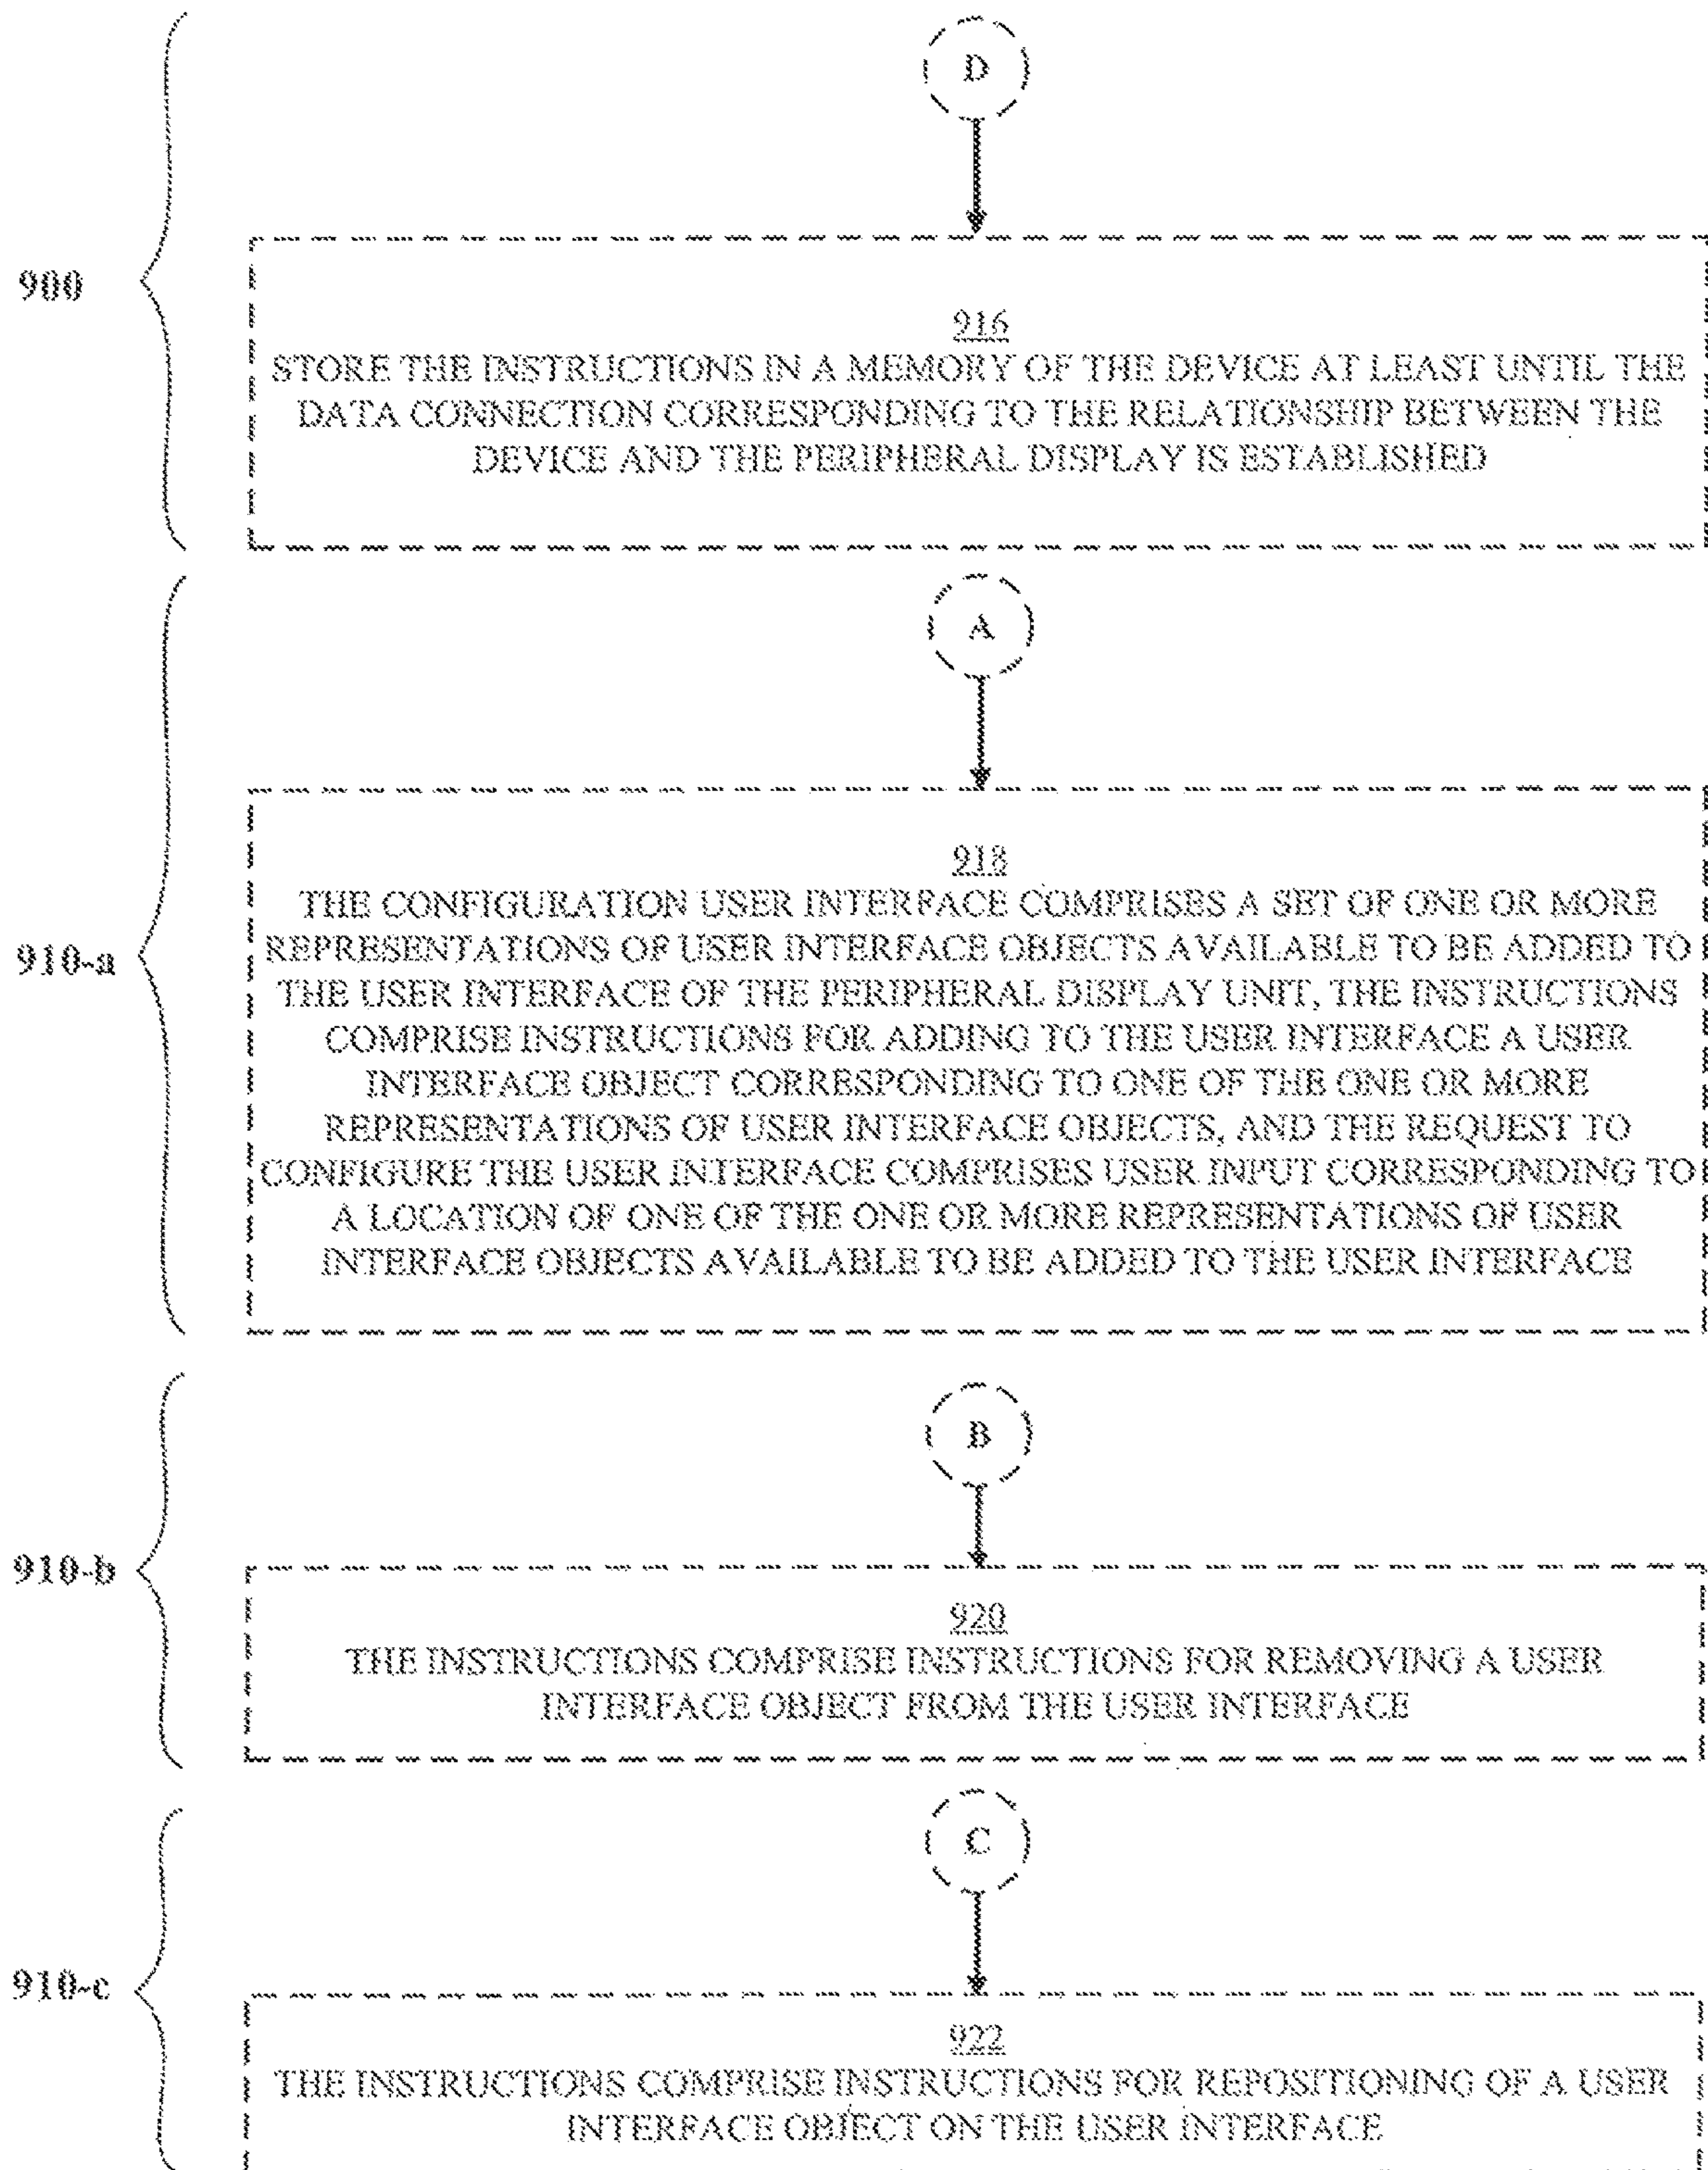 D
900
916
STORE THE INSTRUCTIONS IN A MEMORY OF THE DEVICE AT LEAST UNTIL THE
DATA CONNECTION CORRESPONDING TO THE RELATIONSHIP BETWEEN THE
DEVICE AND THE PERIPHERAL DISPLAY IS ESTABLISHED
A
910-a
918
THE CONFIGURATION USER INTERFACE COMPRISES A SET OF ONE OR MORE
REPRESENTATIONS OF USER INTERFACE OBJECTS AVAILABLE TO BE ADDED TO
THE USER INTERFACE OF THE PERIPHERAL DISPLAY UNIT, THE INSTRUCTIONS
COMPRISE INSTRUCTIONS FOR ADDING TO THE USER INTERFACE A USER
INTERFACE OBJECT CORRESPONDING TO ONE OF THE ONE OR MORE
REPRESENTATIONS OF USER INTERFACE OBJECTS, AND THE REQUEST TO
CONFIGURE THE USER INTERFACE COMPRISES USER INPUT CORRESPONDING TO
A LOCATION OF ONE OF THE ONE OR MORE REPRESENTATIONS OF USER
INTERFACE OBJECTS AVAILABLE TO BE ADDED TO THE USER INTERFACE
B
910-b
920
THE INSTRUCTIONS COMPRISE INSTRUCTIONS FOR REMOVING A USER
INTERFACE OBJECT FROM THE USER INTERFACE
C
910-c
922
THE INSTRUCTIONS COMPRISE INSTRUCTIONS FOR REPOSITIONING OF A USER
INTERFACE OBJECT ON THE USER INTERFACE